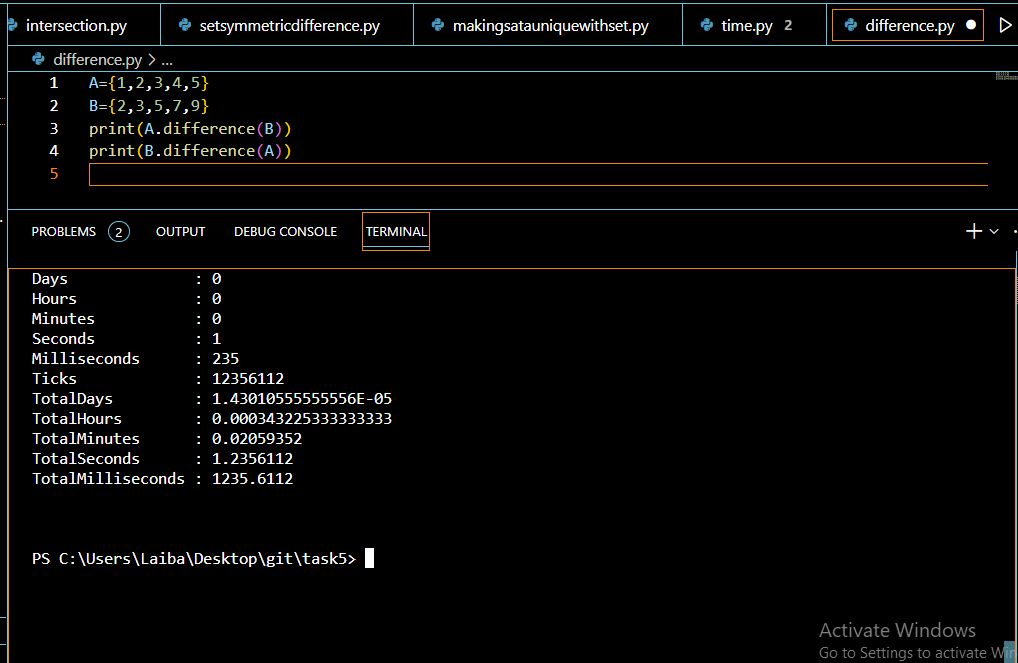 intersection.py setsymmetricdifference.py makingsatauniquewithset.py time.py 2 difference.py
difference.py > ...
1 A={1,2,3,4,5}
2 B={2,3,5,7,9}
3 print(A.difference(B))
4 print(B.difference(A))
5
PROBLEMS 2 OUTPUT DEBUG CONSOLE TERMINAL
Days : 0
Hours : 0
Minutes : 0
Seconds : 1
Milliseconds : 235
Ticks : 12356112
TotalDays : 1.43010555555556E-05
TotalHours : 0.000343225333333333
TotalMinutes : 0.02059352
TotalSeconds : 1.2356112
TotalMilliseconds : 1235.6112
PS C:\Users\Laiba\Desktop\git\task5>
Activate Windows
Go to Settings to activate Win